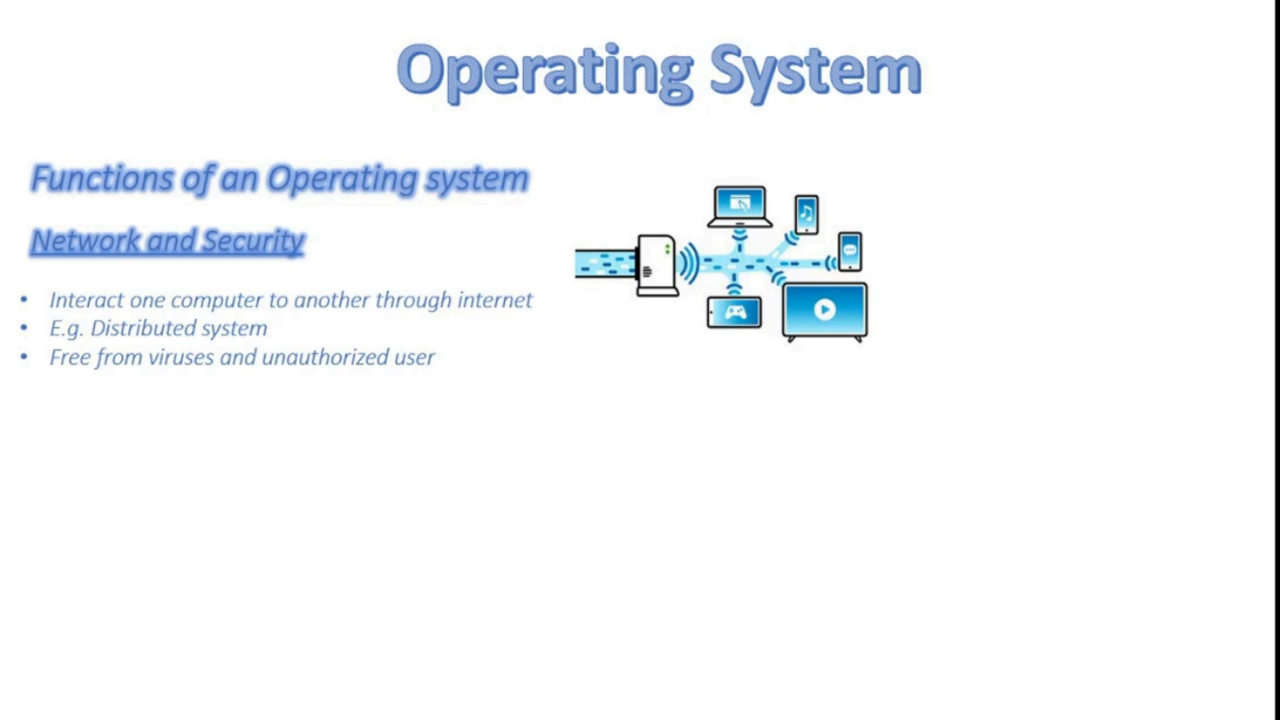 Operating System
Functions of an Operating system
Network and Security
• Interact one computer to another through internet
• E.g. Distributed system
• Free from viruses and unauthorized user